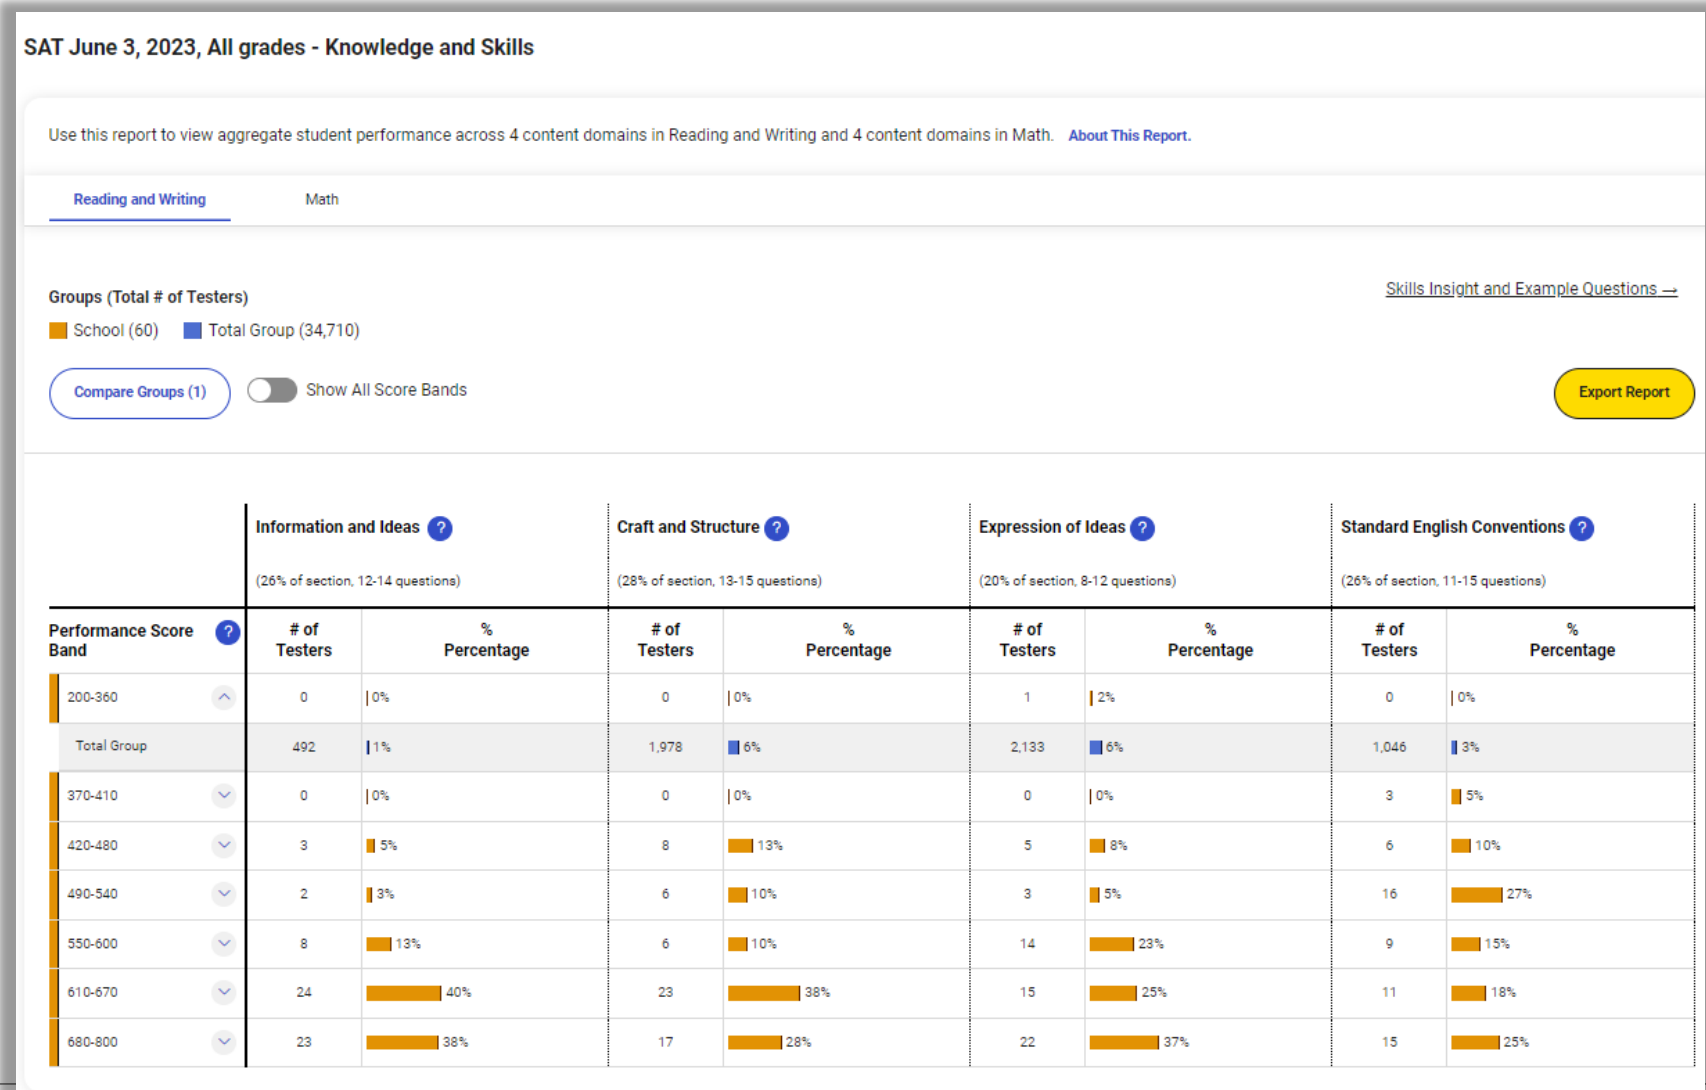 SAT June 3, 2023, All grades - Knowledge and Skills
Use this report to view aggregate student performance across 4 content domains in Reading and Writing and 4 content domains in Math. About This Report.
Reading and Writing Math
Groups (Total # of Testers)
Skills Insight and Example Questions →
School (60) Total Group (34,710)
Compare Groups (1) Show All Score Bands Export Report
Information and Ideas ? Craft and Structure ? Expression of Ideas ? Standard English Conventions ?
(26% of section, 12-14 questions) (28% of section, 13-15 questions) (20% of section, 8-12 questions) (26% of section, 11-15 questions)
Performance Score ? # of % # of % # of % # of %
Band Testers Percentage Testers Percentage Testers Percentage Testers Percentage
200-360 0 0% 0 0% 1 2% 0 0%
Total Group 492 1% 1,978 6% 2,133 6% 1,046 3%
370-410 0 0% 0 0% 0 0% 3 5%
420-480 3 5% 8 13% 5 8% 6 10%
490-540 2 3% 6 10% 3 5% 16 27%
550-600 8 13% 6 10% 14 23% 9 15%
610-670 24 40% 23 38% 15 25% 11 18%
680-800 23 38% 17 28% 22 37% 15 25%